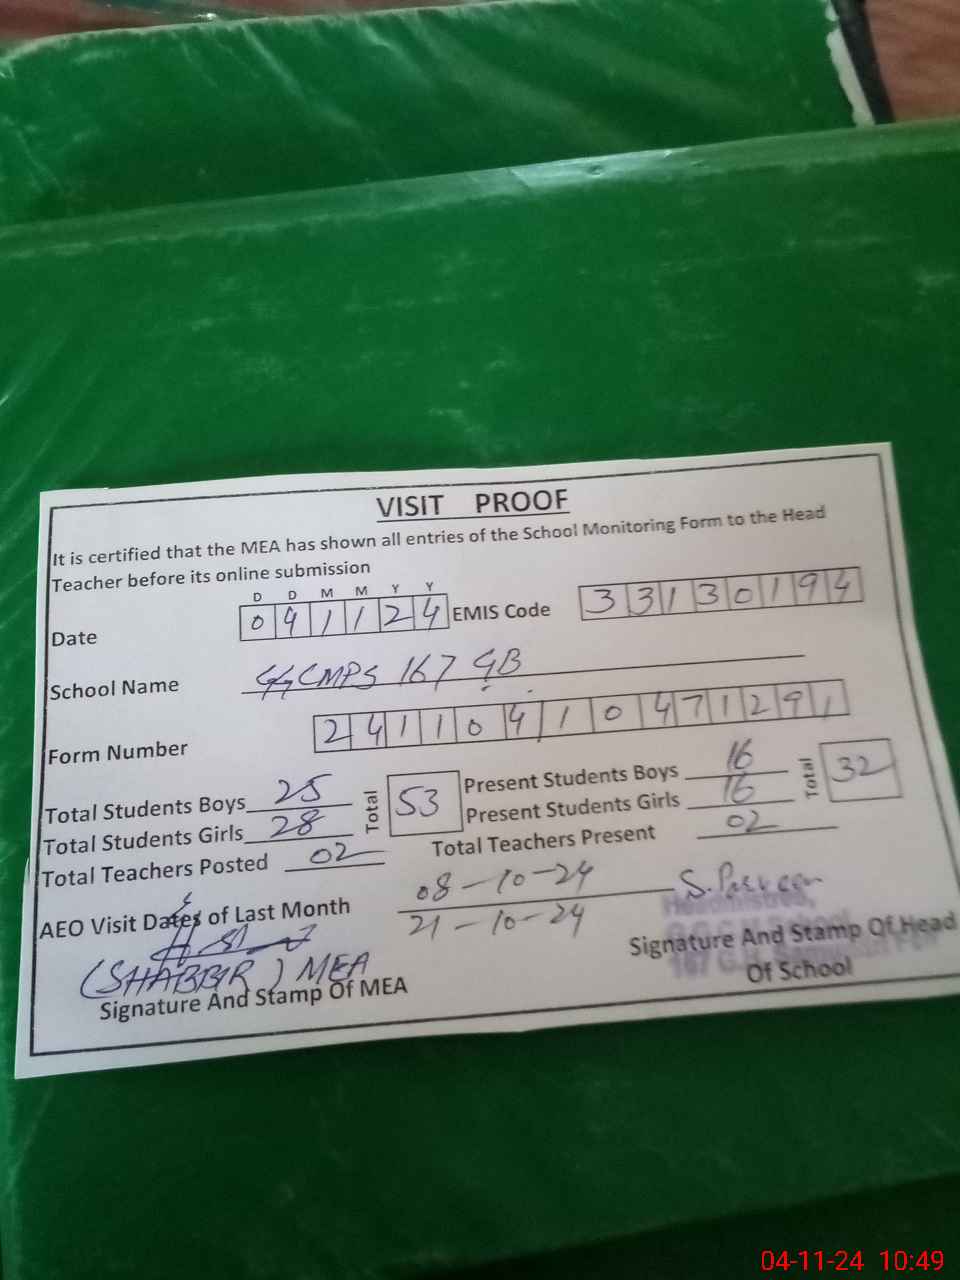 VISIT PROOF
It is certified that the MEA has shown all entries of the School Monitoring Form to the Head
Teacher before its online submission
D D M M Y Y
Date 0 4 1 1 2 4 EMIS Code 3 3 1 3 0 1 9 4
School Name GGCMPS 167 GB
Form Number 2 4 1 1 0 4 1 0 4 7 1 2 9 1
Total Students Boys 25 Total 53 Present Students Boys 16 Total 32
Total Students Girls 28 Present Students Girls 16
Total Teachers Posted 02 Total Teachers Present 02
AEO Visit Dates of Last Month 08-10-24
21-10-24
S. Parveen
Headmistress,
School
167 G.B.
(SHABBIR) MEA
Signature And Stamp Of MEA
Signature And Stamp Of Head
Of School
04-11-24 10:49